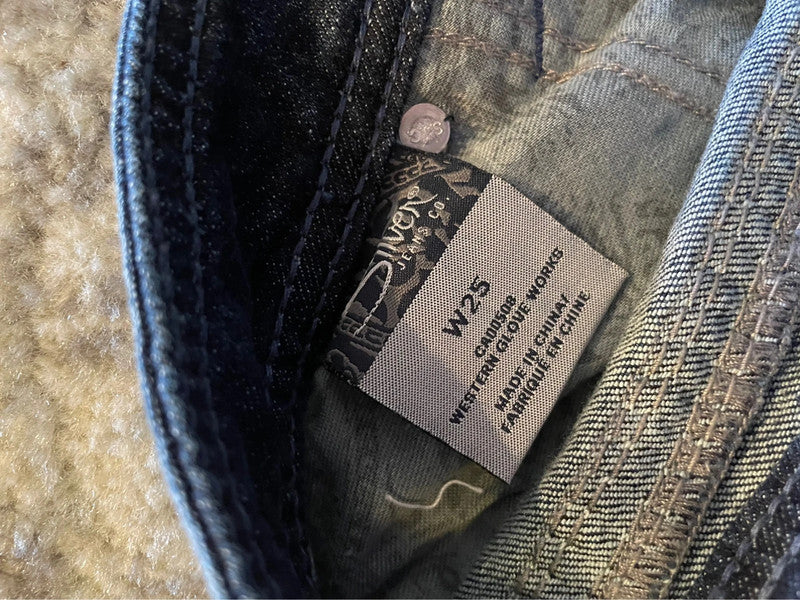 Silver
JEANS CO.
W25
CA00508
WESTERN GLOVE WORKS
MADE IN CHINA/
FABRIQUÉ EN CHINE